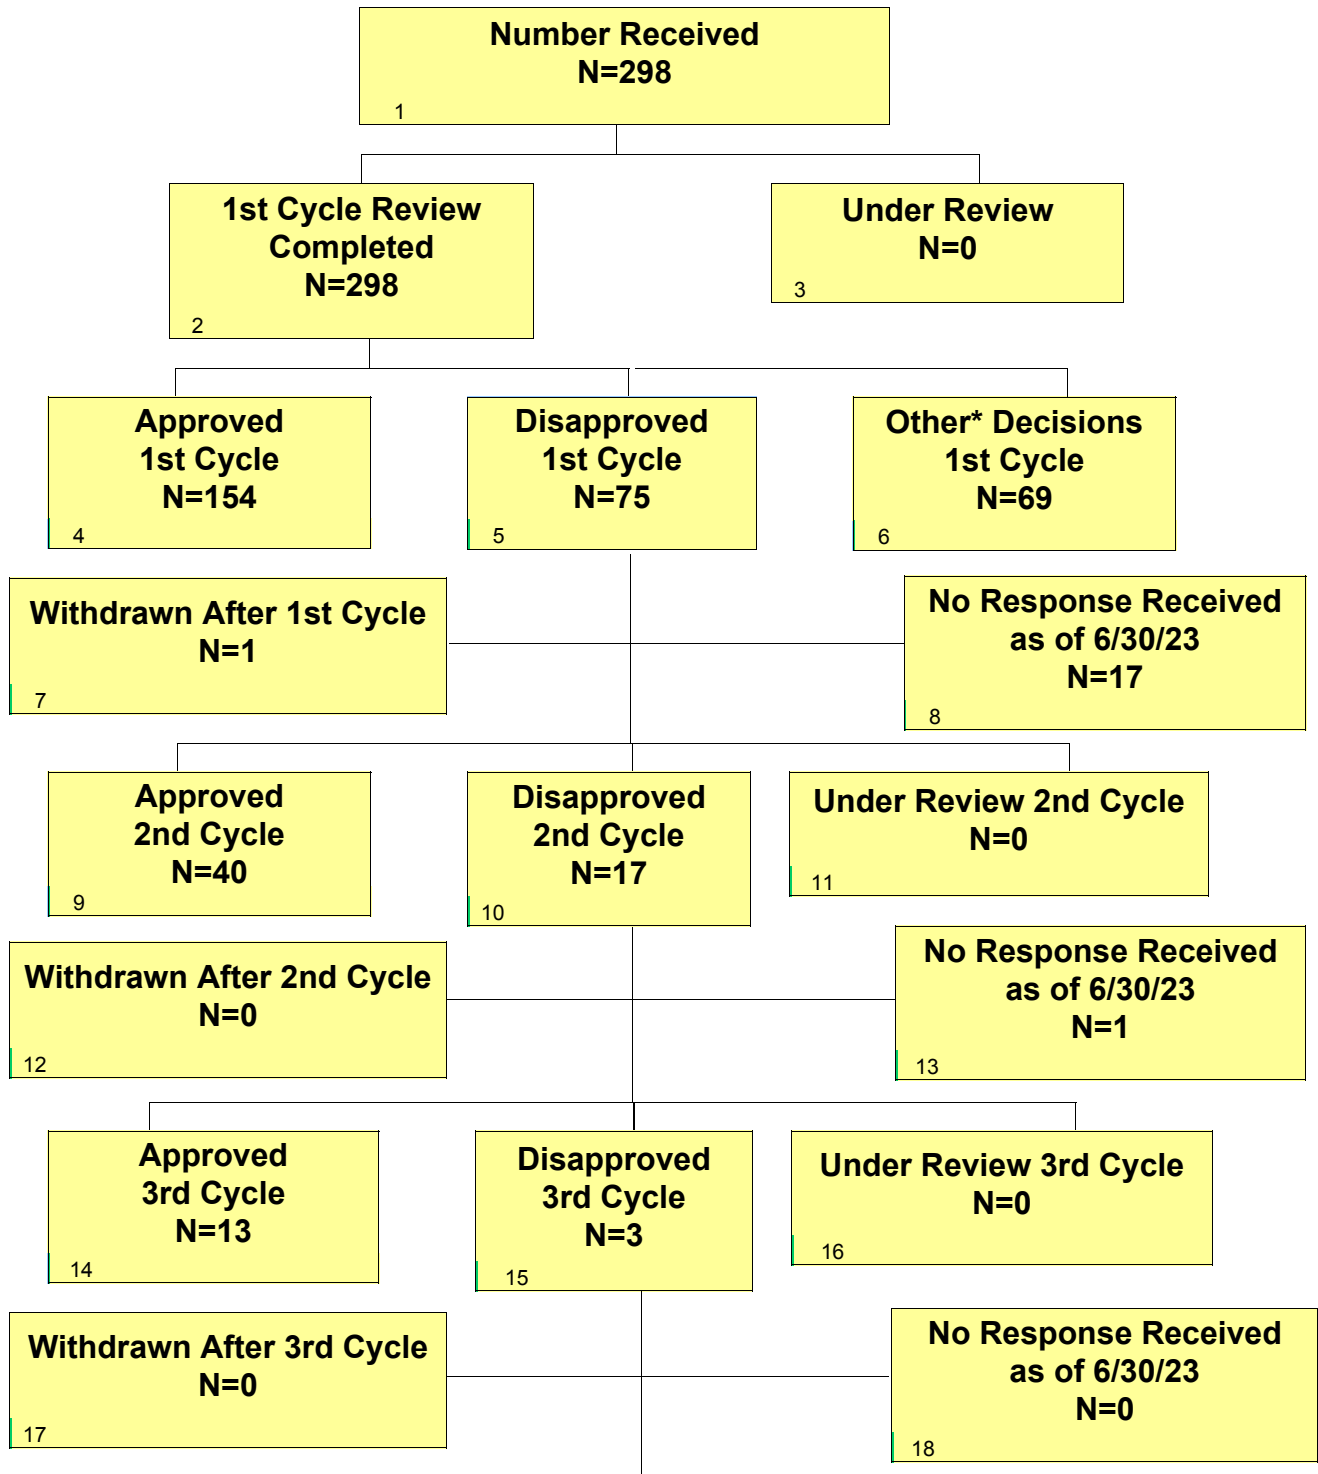 Number Received
N=298
1
1st Cycle Review
Completed
N=298
2
Under Review
N=0
3
Approved
1st Cycle
N=154
4
Disapproved
1st Cycle
N=75
5
Other* Decisions
1st Cycle
N=69
6
Withdrawn After 1st Cycle
N=1
7
No Response Received
as of 6/30/23
N=17
8
Approved
2nd Cycle
N=40
9
Disapproved
2nd Cycle
N=17
10
Under Review 2nd Cycle
N=0
11
Withdrawn After 2nd Cycle
N=0
12
No Response Received
as of 6/30/23
N=1
13
Approved
3rd Cycle
N=13
14
Disapproved
3rd Cycle
N=3
15
Under Review 3rd Cycle
N=0
16
Withdrawn After 3rd Cycle
N=0
17
No Response Received
as of 6/30/23
N=0
18